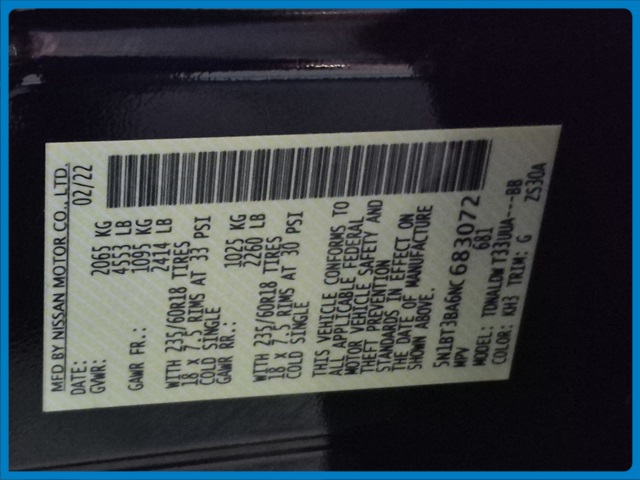 MFD BY NISSAN MOTOR CO., LTD.
DATE: 02/22
GVWR: 2065 KG
4553 LB
GAWR FR.: 1095 KG
2414 LB
WITH 235/60R18 TIRES
18 X 7.5 RIMS AT 33 PSI
COLD SINGLE
GAWR RR.: 1025 KG
2260 LB
WITH 235/60R18 TIRES
18 X 7.5 RIMS AT 30 PSI
COLD SINGLE
THIS VEHICLE CONFORMS TO
ALL APPLICABLE FEDERAL
MOTOR VEHICLE SAFETY AND
THEFT PREVENTION
STANDARDS IN EFFECT ON
THE DATE OF MANUFACTURE
SHOWN ABOVE.
5N1BT3BA6NC683072
MPV 681
MODEL: TDNALDWT33UUA---BB
COLOR: KH3 TRIM: G ZS30A